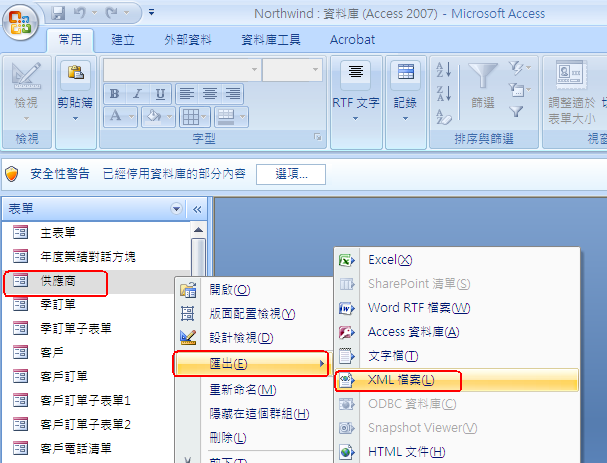 Northwind : 資料庫 (Access 2007) - Microsoft Access
常用 建立 外部資料 資料庫工具 Acrobat
檢視 剪貼簿 B I U A RTF 文字 記錄 篩選 調整適於表單大小
檢視 字型 排序與篩選 視窗
安全性警告 已經停用資料庫的部分內容 選項...
表單
主表單
年度業績對話方塊
供應商
季訂單
季訂單子表單
客戶
客戶訂單
客戶訂單子表單1
客戶訂單子表單2
客戶電話清單
開啟(O)
版面配置檢視(Y)
設計檢視(D)
匯出(E)
重新命名(M)
隱藏在這個群組(H)
刪除(L)
剪下(T)
Excel(X)
SharePoint 清單(S)
Word RTF 檔案(W)
Access 資料庫(A)
文字檔(T)
XML 檔案(L)
ODBC 資料庫(C)
Snapshot Viewer(V)
HTML 文件(H)